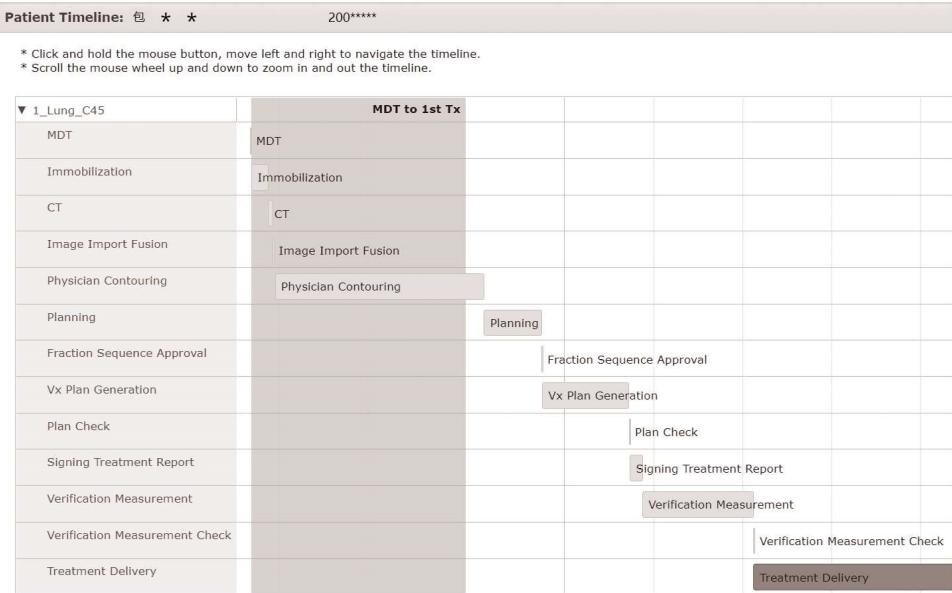 Patient Timeline: 包 * * 200*****
* Click and hold the mouse button, move left and right to navigate the timeline.
* Scroll the mouse wheel up and down to zoom in and out the timeline.
▼ 1_Lung_C45 MDT to 1st Tx
MDT MDT
Immobilization Immobilization
CT CT
Image Import Fusion Image Import Fusion
Physician Contouring Physician Contouring
Planning Planning
Fraction Sequence Approval Fraction Sequence Approval
Vx Plan Generation Vx Plan Generation
Plan Check Plan Check
Signing Treatment Report Signing Treatment Report
Verification Measurement Verification Measurement
Verification Measurement Check Verification Measurement Check
Treatment Delivery Treatment Delivery